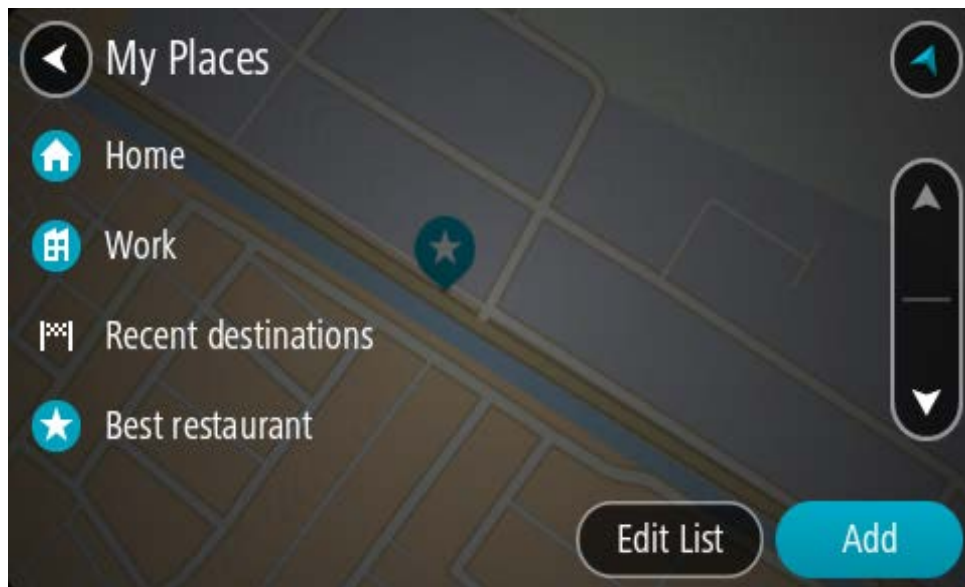 My Places
Home
Work
Recent destinations
Best restaurant
Edit List
Add